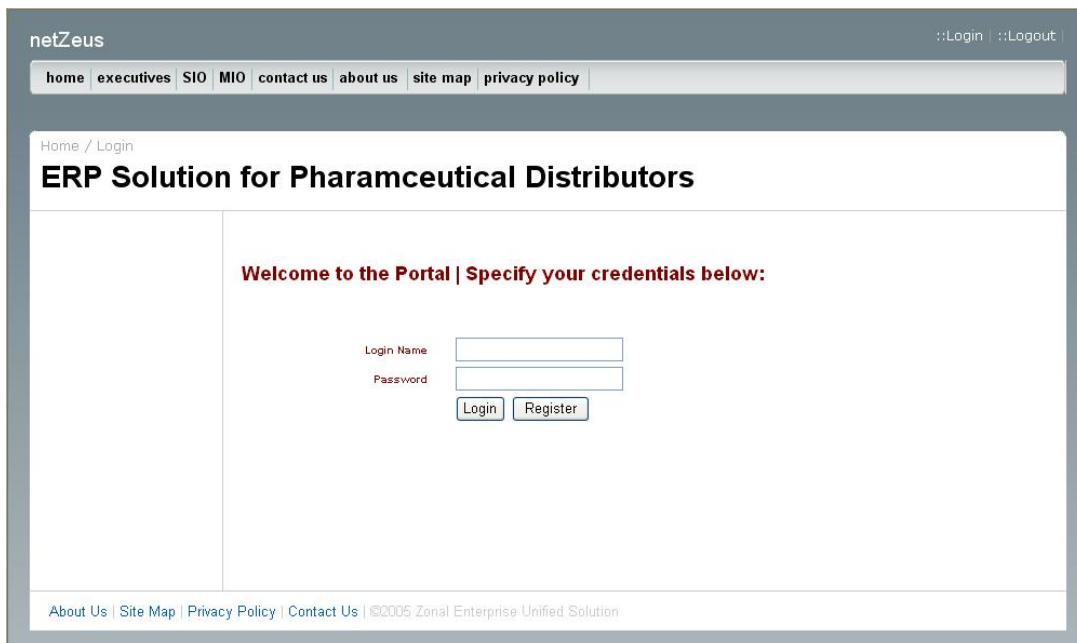 netZeus
::Login | ::Logout |
home | executives | SIO | MIO | contact us | about us | site map | privacy policy |
Home / Login
ERP Solution for Pharamceutical Distributors
Welcome to the Portal | Specify your credentials below:
Login Name
Password
Login Register
About Us | Site Map | Privacy Policy | Contact Us | ©2005 Zonal Enterprise Unified Solution